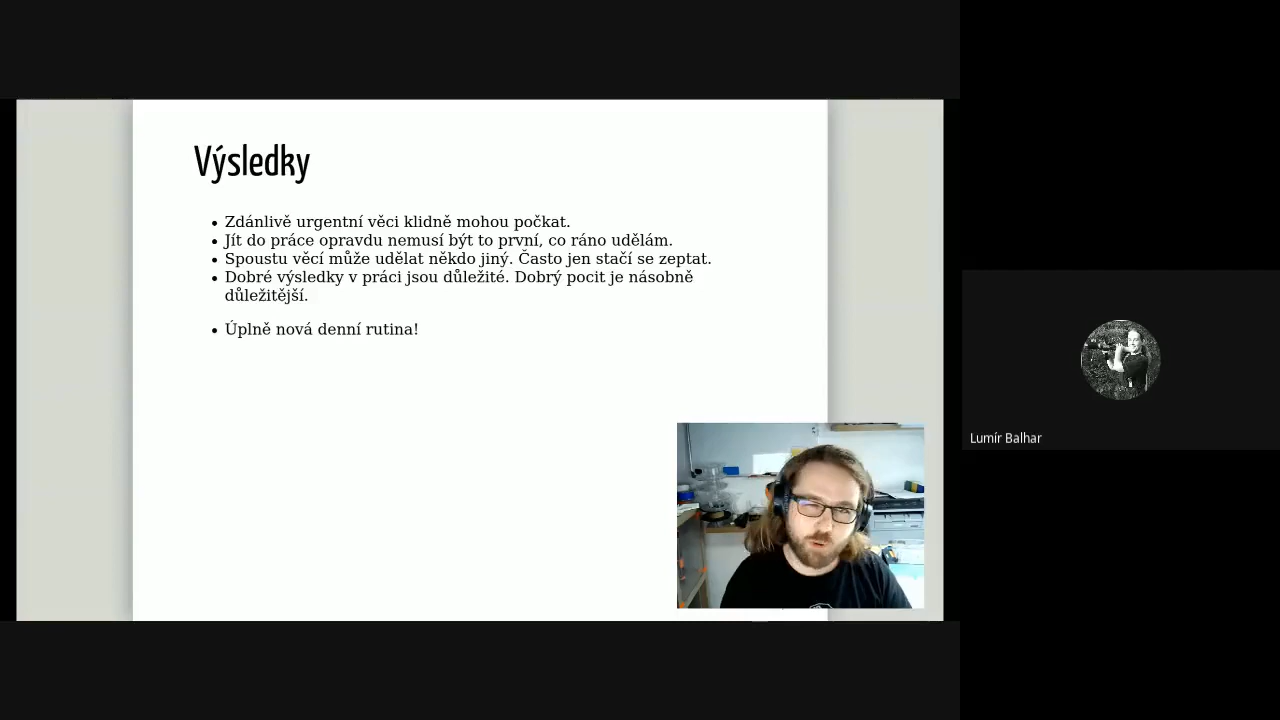 Výsledky
Zdánlivě urgentní věci klidně mohou počkat.
Jít do práce opravdu nemusí být to první, co ráno udělám.
Spoustu věcí může udělat někdo jiný. Často jen stačí se zeptat.
Dobré výsledky v práci jsou důležité. Dobrý pocit je násobně
důležitější.
Úplně nová denní rutina!
Lumír Balhar